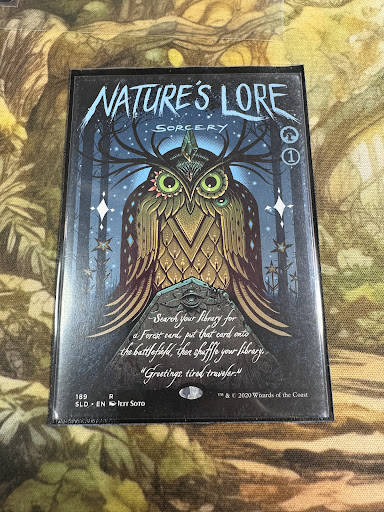 NATURE'S LORE
SORCERY
1
Search your library for
a Forest card, put that card onto
the battlefield, then shuffle your library.
"Greetings, tired traveler."
189 R
SLD • EN JEFF SOTO
™ & © 2020 Wizards of the Coast